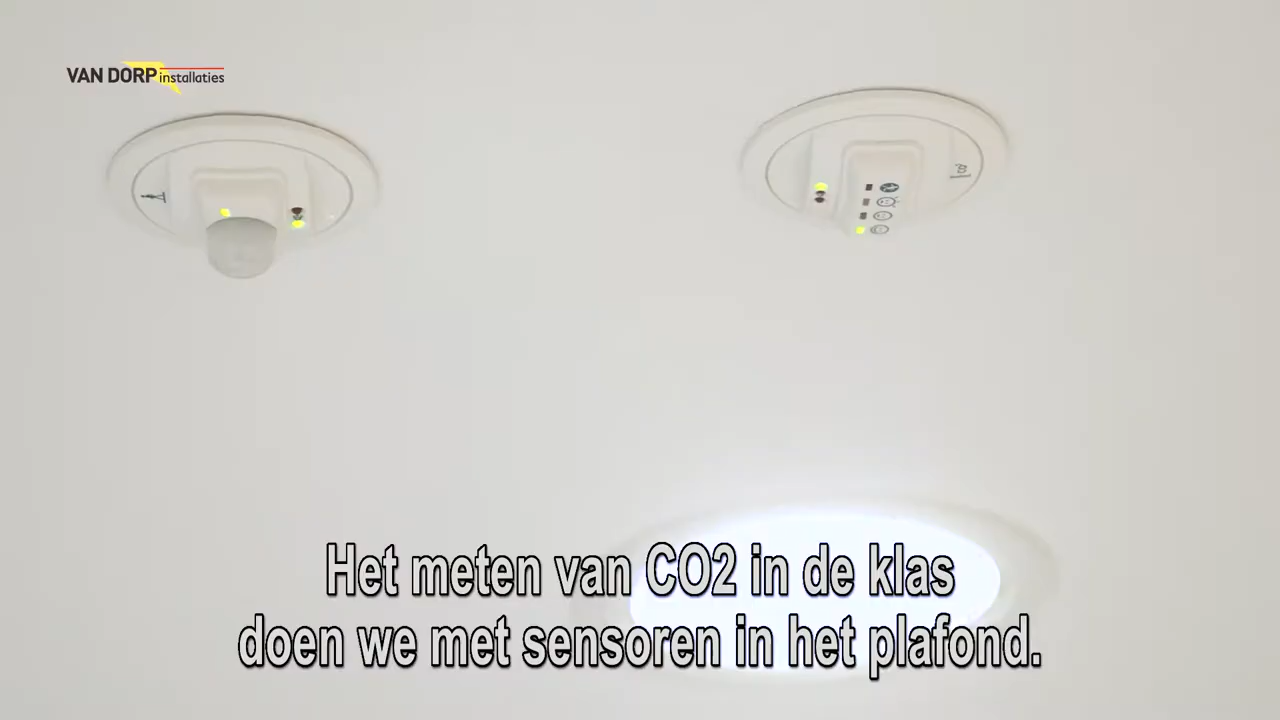 VAN DORP installaties
Het meten van CO2 in de klas
doen we met sensoren in het plafond.